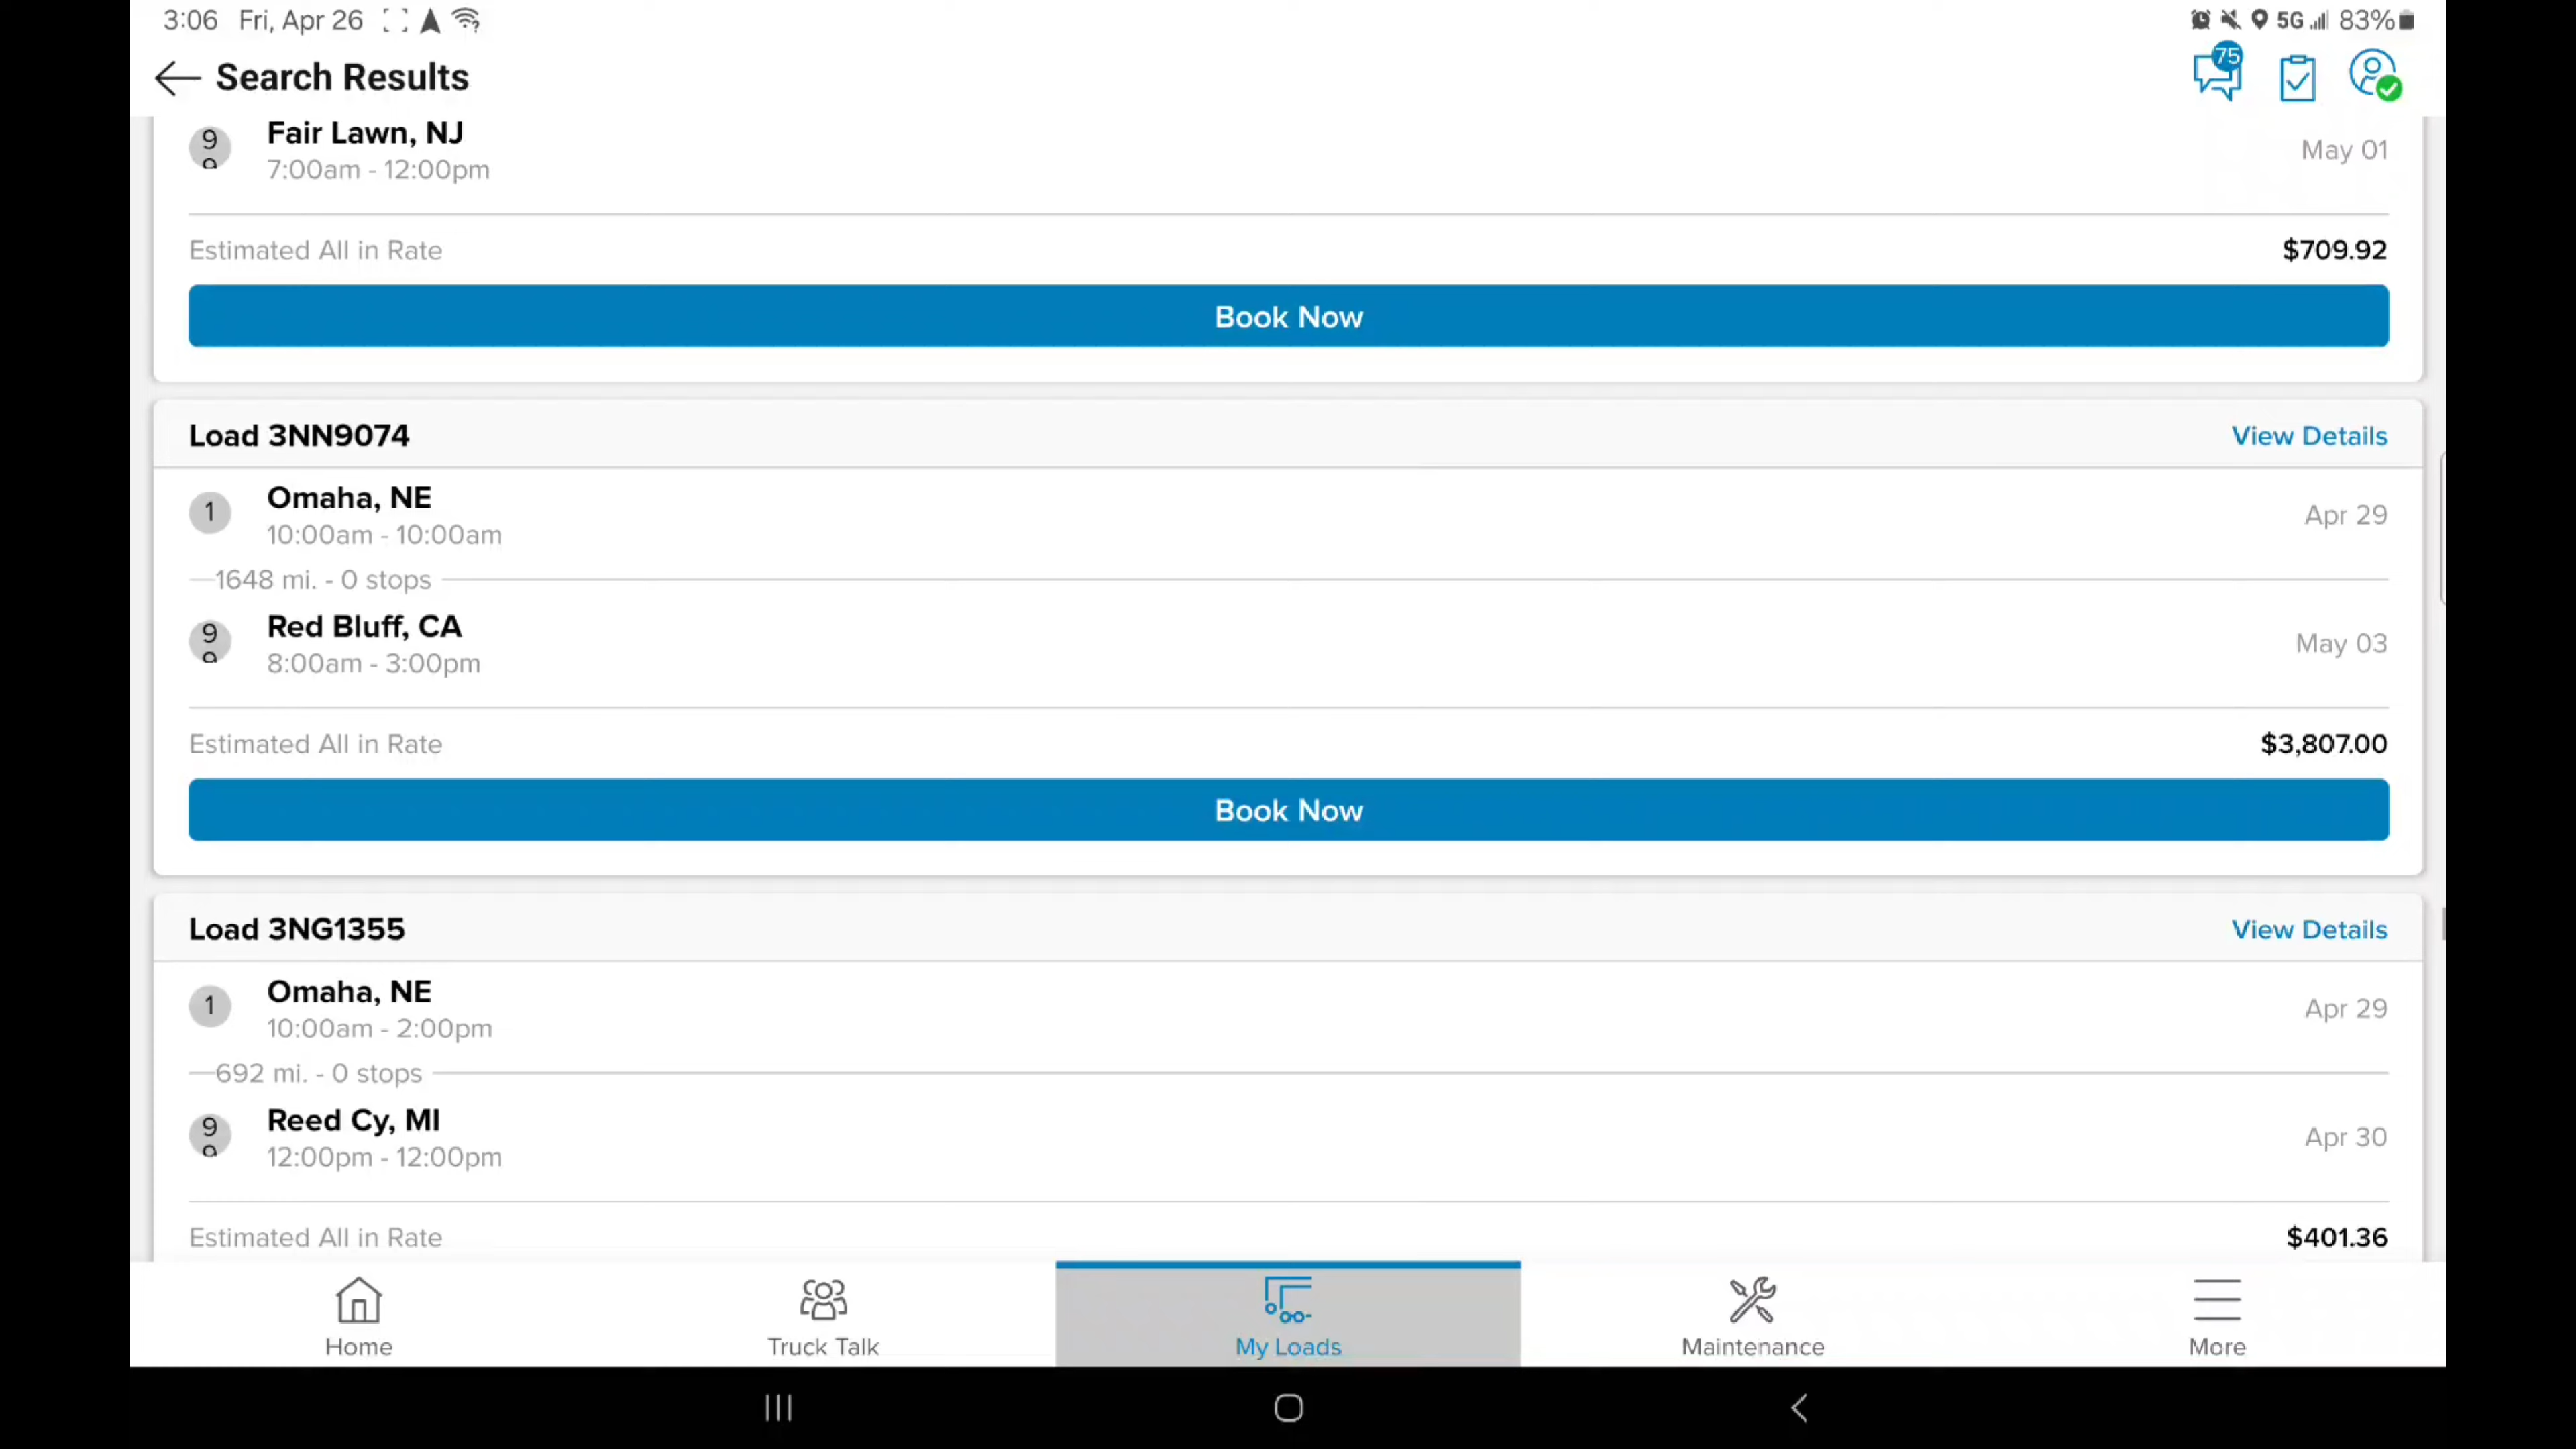 3:06 Fri, Apr 26
5G 83%
75
Search Results
99
Fair Lawn, NJ
May 01
7:00am - 12:00pm
Estimated All in Rate
$709.92
Book Now
Load 3NN9074
View Details
1
Omaha, NE
Apr 29
10:00am - 10:00am
1648 mi. - 0 stops
99
Red Bluff, CA
May 03
8:00am - 3:00pm
Estimated All in Rate
$3,807.00
Book Now
Load 3NG1355
View Details
1
Omaha, NE
Apr 29
10:00am - 2:00pm
692 mi. - 0 stops
99
Reed Cy, MI
Apr 30
12:00pm - 12:00pm
Estimated All in Rate
$401.36
Home
Truck Talk
My Loads
Maintenance
More